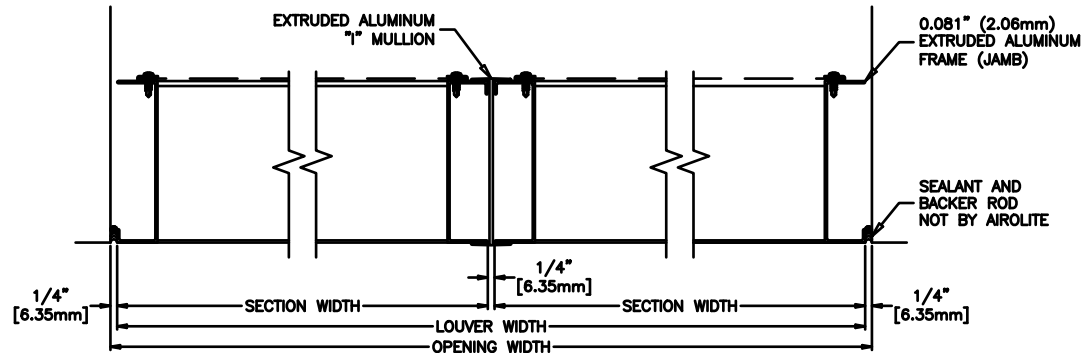 EXTRUDED ALUMINUM
"I" MULLION
0.081" (2.06mm)
EXTRUDED ALUMINUM
FRAME (JAMB)
SEALANT AND
BACKER ROD
NOT BY AIROLITE
1/4"
[6.35mm]
1/4"
[6.35mm]
1/4"
[6.35mm]
SECTION WIDTH
SECTION WIDTH
LOUVER WIDTH
OPENING WIDTH